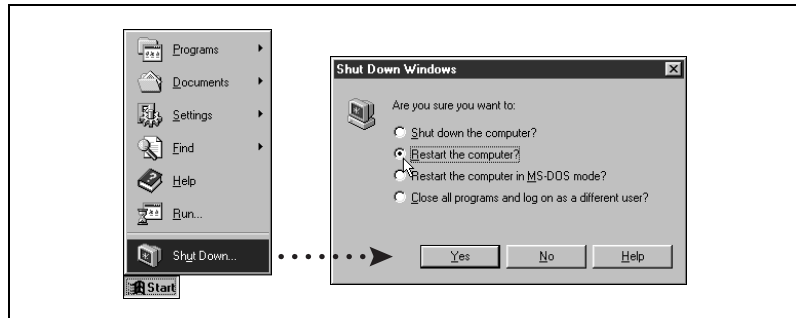 Programs
Documents
Settings
Find
Help
Run...
Shut Down...
Start
Shut Down Windows
Are you sure you want to:
Shut down the computer?
Restart the computer?
Restart the computer in MS-DOS mode?
Close all programs and log on as a different user?
Yes No Help